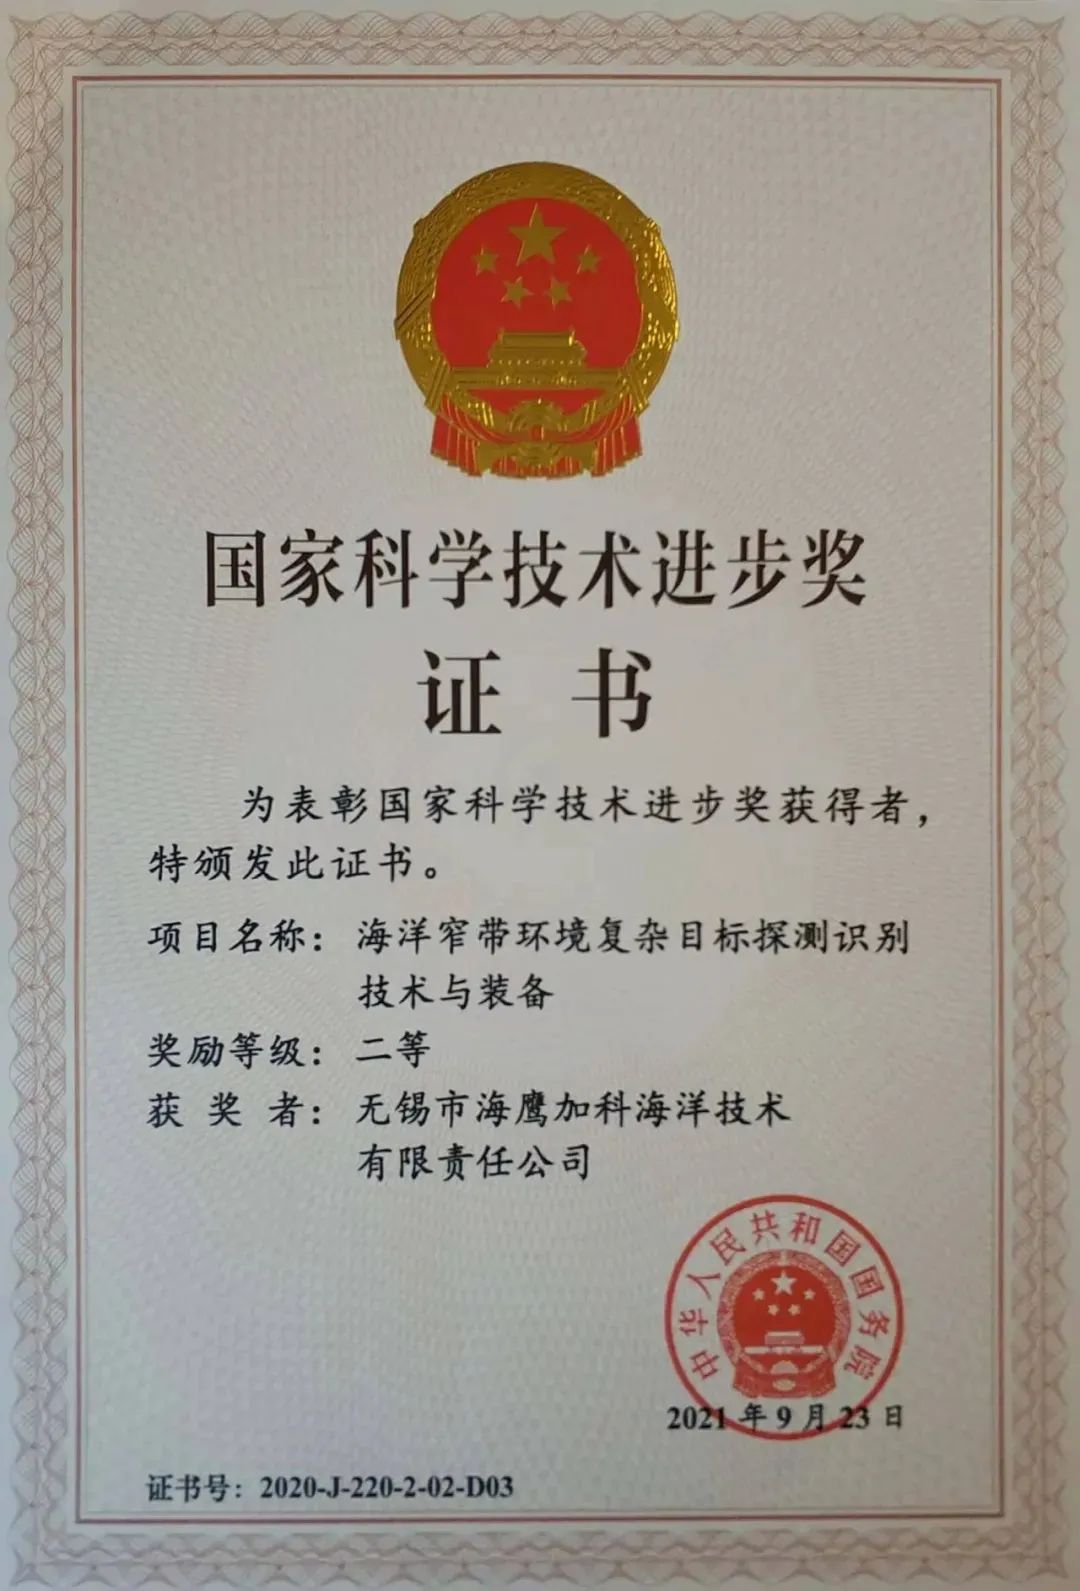 国家科学技术进步奖
证书
为表彰国家科学技术进步奖获得者，
特颁发此证书。
项目名称：海洋窄带环境复杂目标探测识别
技术与装备
奖励等级：二等
获奖者：无锡市海鹰加科海洋技术
有限责任公司
中华人民共和国国务院
2021年9月23日
证书号：2020-J-220-2-02-D03